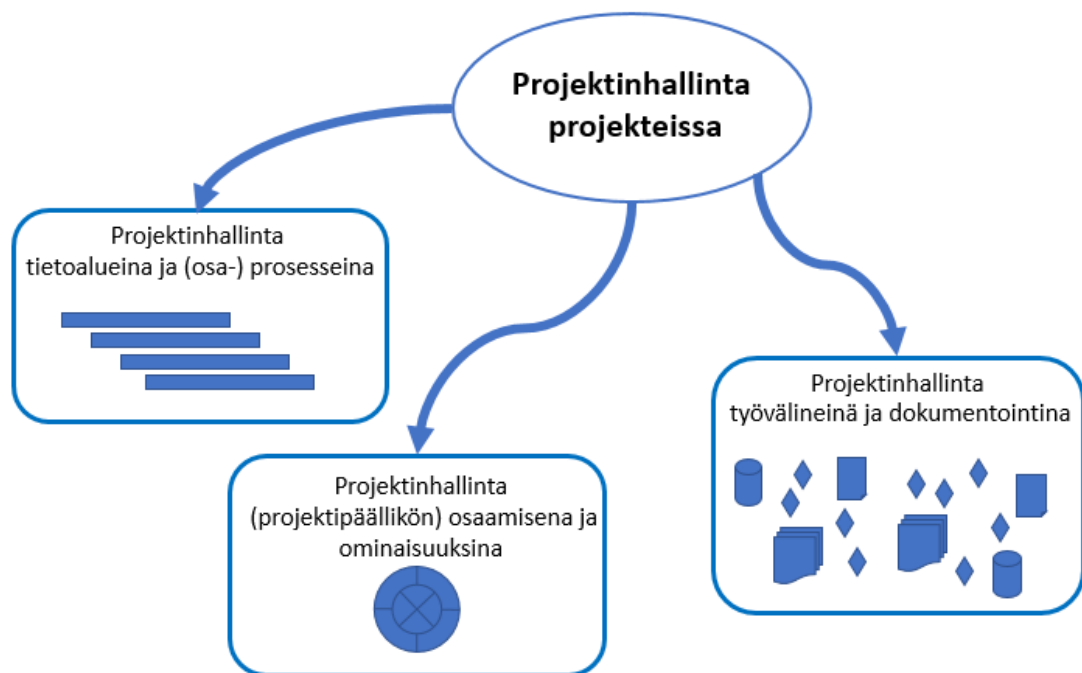 Projektinhallinta
projekteissa
Projektinhallinta
tietoalueina ja (osa-) prosesseina
Projektinhallinta
(projektipäällikön) osaamisena ja
ominaisuuksina
Projektinhallinta
työvälineinä ja dokumentointina